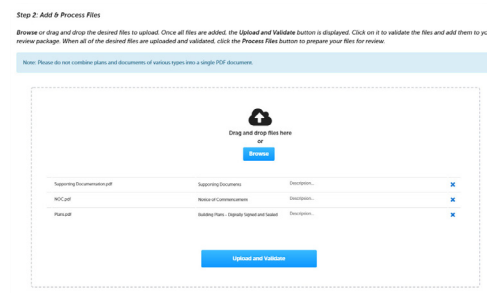 Step 2: Add & Process Files
Browse or drag and drop the desired files to upload. Once all files are added, the Upload and Validate button is displayed. Click on it to validate the files and add them to
review package. When all of the desired files are uploaded and validated, click the Process Files button to prepare your files for review.
Note: Please do not combine plans and documents of various types into a single PDF document.
Drag and drop files here
or
Browse
Supporting Documentation.pdf Supporting Documents Description...
NOC.pdf Notice of Commencement Description...
Plans.pdf Building Plans - Digitally Signed and Sealed Description...
Upload and Validate